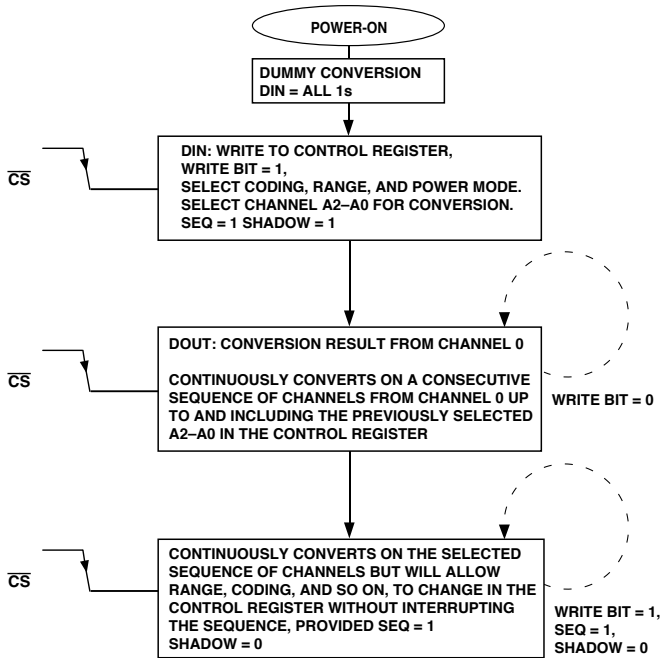 POWER-ON
DUMMY CONVERSION
DIN = ALL 1s
CS
DIN: WRITE TO CONTROL REGISTER,
WRITE BIT = 1,
SELECT CODING, RANGE, AND POWER MODE.
SELECT CHANNEL A2–A0 FOR CONVERSION.
SEQ = 1 SHADOW = 1
CS
DOUT: CONVERSION RESULT FROM CHANNEL 0
CONTINUOUSLY CONVERTS ON A CONSECUTIVE
SEQUENCE OF CHANNELS FROM CHANNEL 0 UP
TO AND INCLUDING THE PREVIOUSLY SELECTED
A2–A0 IN THE CONTROL REGISTER
WRITE BIT = 0
CS
CONTINUOUSLY CONVERTS ON THE SELECTED
SEQUENCE OF CHANNELS BUT WILL ALLOW
RANGE, CODING, AND SO ON, TO CHANGE IN THE
CONTROL REGISTER WITHOUT INTERRUPTING
THE SEQUENCE, PROVIDED SEQ = 1
SHADOW = 0
WRITE BIT = 1,
SEQ = 1,
SHADOW = 0